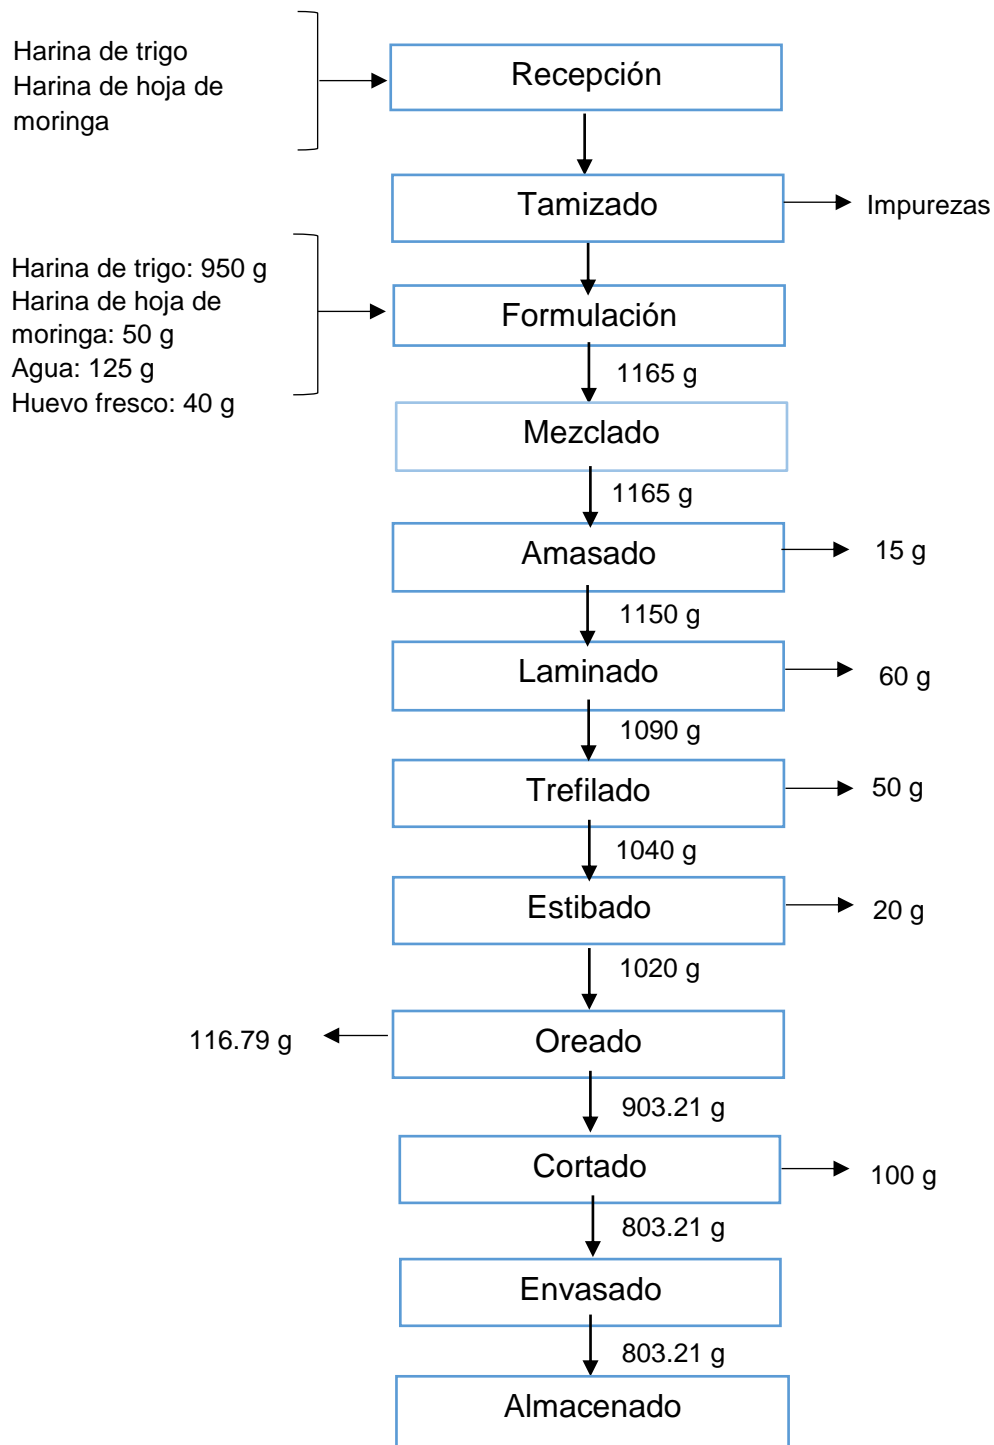 Harina de trigo
Harina de hoja de
moringa
Recepción
Tamizado
Impurezas
Harina de trigo: 950 g
Harina de hoja de
moringa: 50 g
Agua: 125 g
Huevo fresco: 40 g
Formulación
1165 g
Mezclado
1165 g
Amasado
15 g
1150 g
Laminado
60 g
1090 g
Trefilado
50 g
1040 g
Estibado
20 g
1020 g
116.79 g
Oreado
903.21 g
Cortado
100 g
803.21 g
Envasado
803.21 g
Almacenado